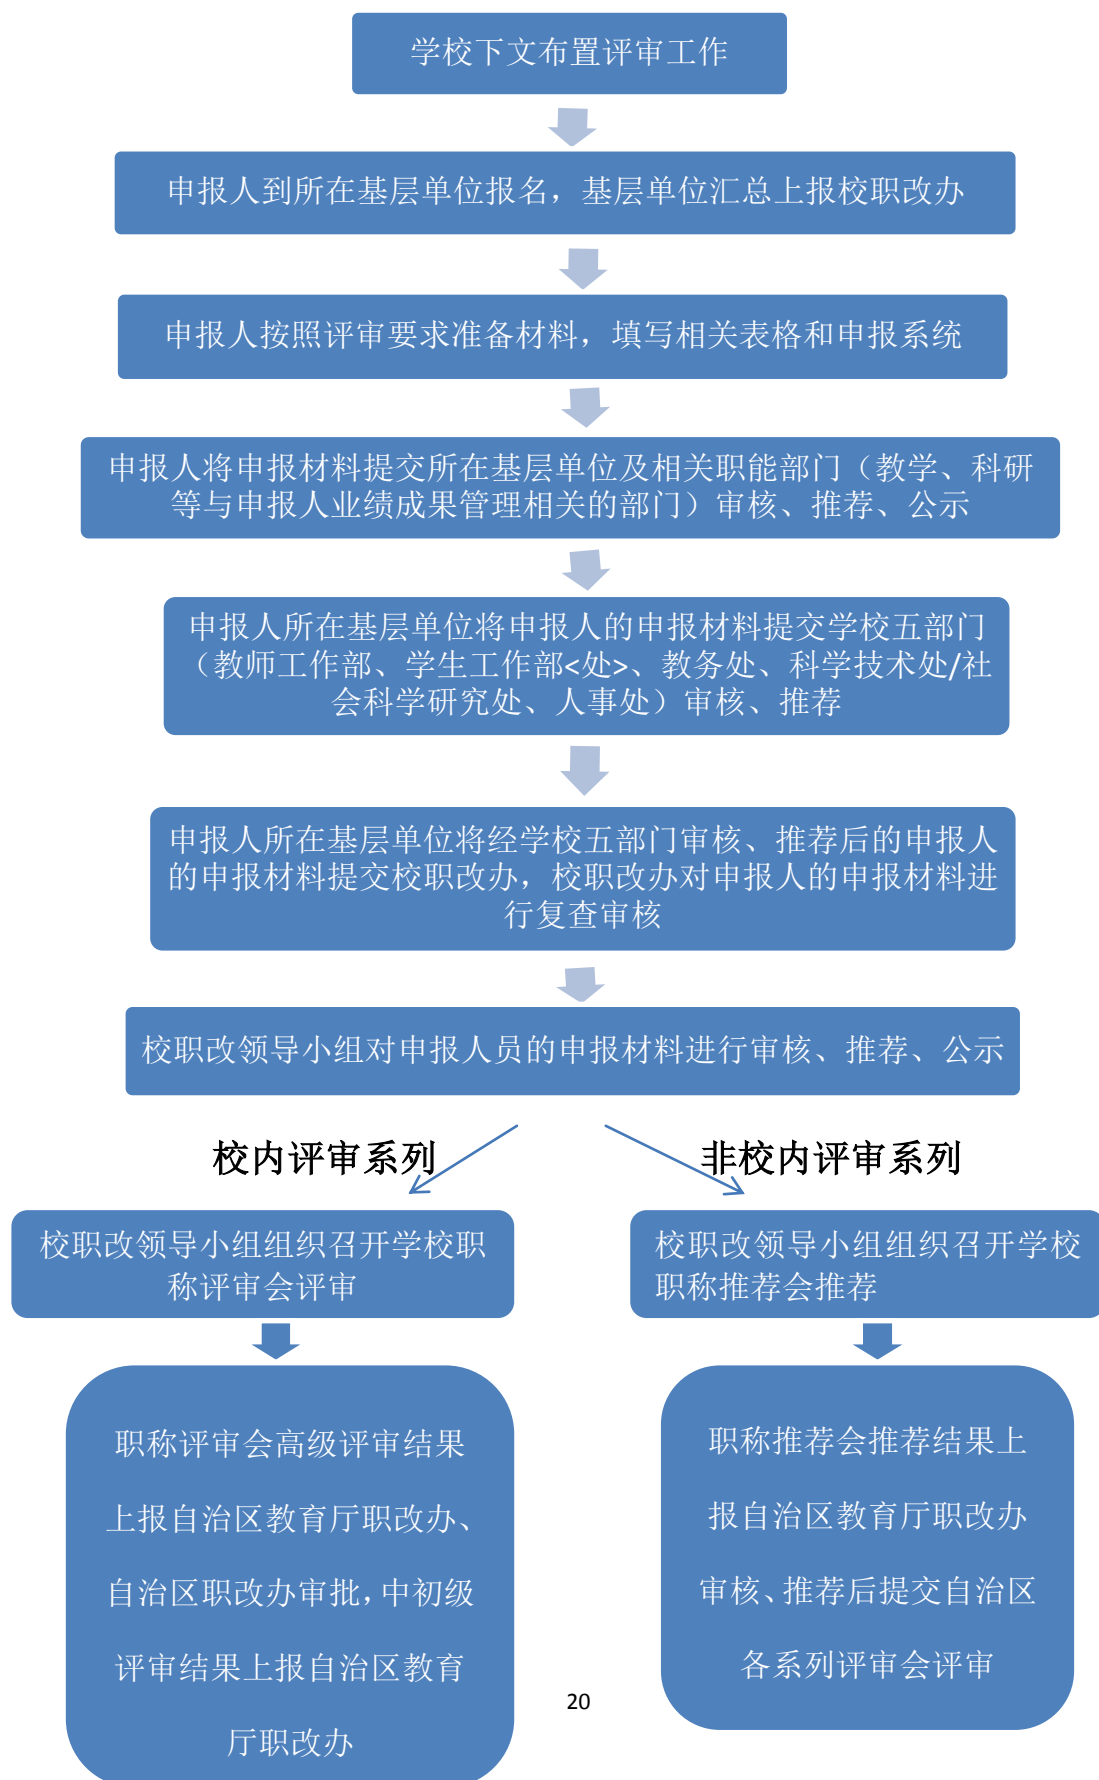 学校下文布置评审工作
申报人到所在基层单位报名，基层单位汇总上报校职改办
申报人按照评审要求准备材料，填写相关表格和申报系统
申报人将申报材料提交所在基层单位及相关职能部门（教学、科研
等与申报人业绩成果管理相关的部门）审核、推荐、公示
申报人所在基层单位将申报人的申报材料提交学校五部门
（教师工作部、学生工作部<处>、教务处、科学技术处/社
会科学研究处、人事处）审核、推荐
申报人所在基层单位将经学校五部门审核、推荐后的申报人
的申报材料提交校职改办，校职改办对申报人的申报材料进
行复查审核
校职改领导小组对申报人员的申报材料进行审核、推荐、公示
校内评审系列
非校内评审系列
校职改领导小组组织召开学校职
称评审会评审
校职改领导小组组织召开学校
职称推荐会推荐
职称评审会高级评审结果
上报自治区教育厅职改办、
自治区职改办审批，中初级
评审结果上报自治区教育
厅职改办
职称推荐会推荐结果上
报自治区教育厅职改办
审核、推荐后提交自治区
各系列评审会评审
20